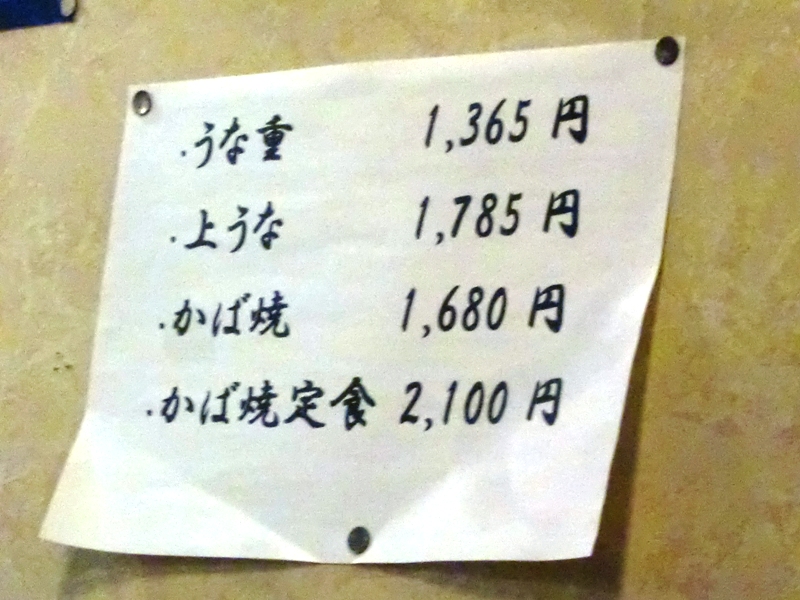 ・うな重 1,365 円
・上うな 1,785 円
・かば焼 1,680 円
・かば焼定食 2,100 円